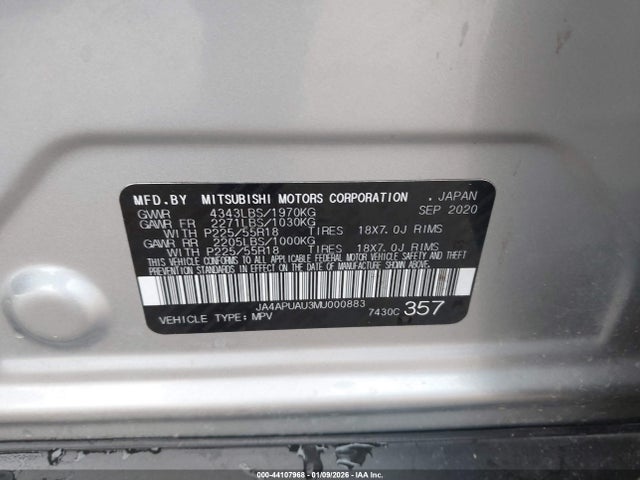 MFD.BY MITSUBISHI MOTORS CORPORATION . JAPAN
GVWR 4343LBS/1970KG SEP 2020
GAWR FR 2271LBS/1030KG
WITH P225/55R18 TIRES 18X7.0J RIMS
GAWR RR 2205LBS/1000KG
WITH P225/55R18 TIRES 18X7.0J RIMS
THIS VEHICLE CONFORMS TO ALL APPLICABLE FEDERAL MOTOR VEHICLE SAFETY AND
THEFT PREVENTION STANDARDS IN EFFECT ON THE DATE OF MANUFACTURE SHOWN ABOVE.
JA4APUAU3MU000883
VEHICLE TYPE: MPV 7430C 357
000-44107968 - 01/09/2026 - IAA Inc.